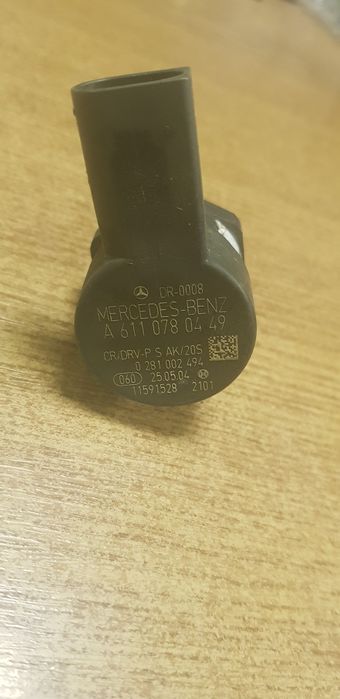 DR-0008
MERCEDES-BENZ
A 611 078 04 49
CR/DRV-P S AK/20S
0 281 002 494
060 25.05.04
11591528 2101